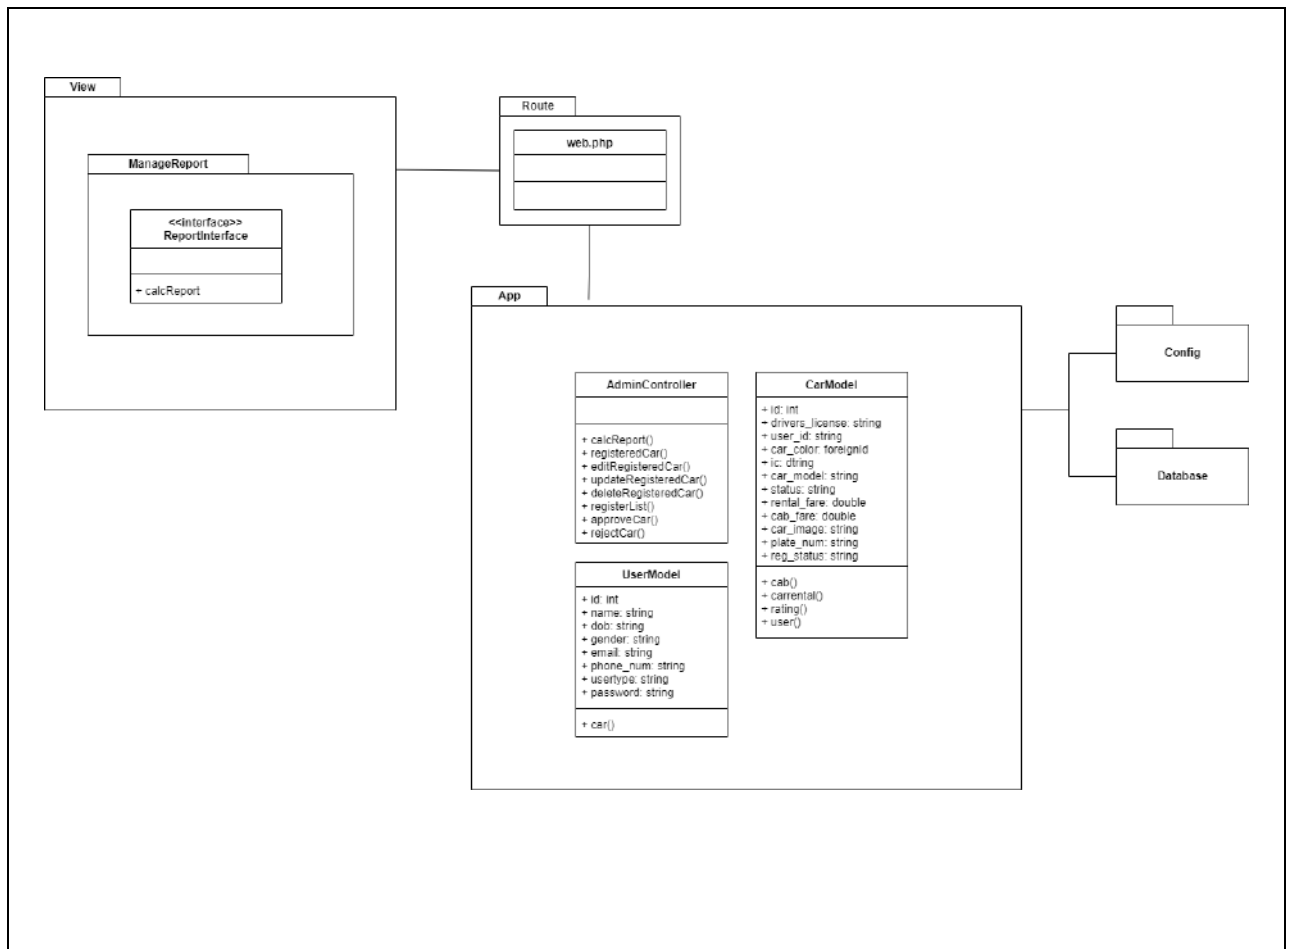 View
ManageReport
<<interface>>
ReportInterface
+ calcReport
Route
web.php
App
AdminController
+ calcReport()
+ registeredCar()
+ editRegisteredCar()
+ updateRegisteredCar()
+ deleteRegisteredCar()
+ registerList()
+ approveCar()
+ rejectCar()
UserModel
+ id: int
+ name: string
+ dob: string
+ gender: string
+ email: string
+ phone_num: string
+ usertype: string
+ password: string
+ car()
CarModel
+ id: int
+ drivers_license: string
+ user_id: string
+ car_color: foreignId
+ ic: dtring
+ car_model: string
+ status: string
+ rental_fare: double
+ cab_fare: double
+ car_image: string
+ plate_num: string
+ reg_status: string
+ cab()
+ carrental()
+ rating()
+ user()
Config
Database